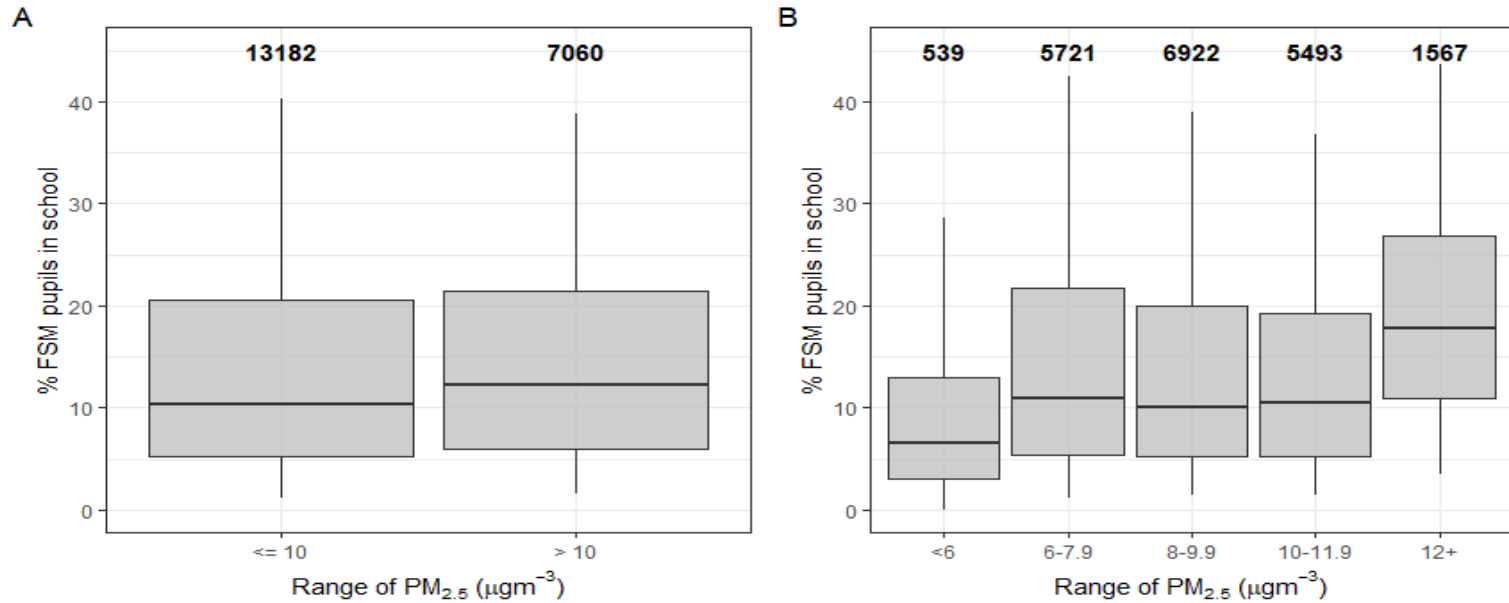 A
13182 7060
% FSM pupils in school
40
30
20
10
0
<= 10 > 10
Range of PM2.5 (μgm−3)
B
539 5721 6922 5493 1567
% FSM pupils in school
40
30
20
10
0
<6 6-7.9 8-9.9 10-11.9 12+
Range of PM2.5 (μgm−3)